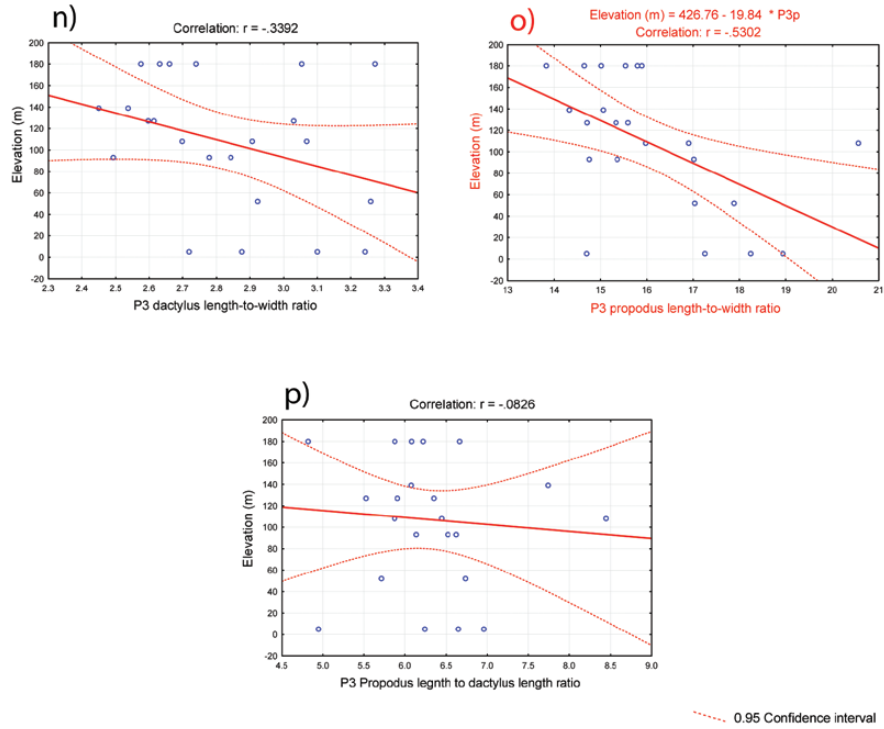 n)
Correlation: r = -.3392
200
180
160
140
120
100
80
60
40
20
0
-20
Elevation (m)
2.3 2.4 2.5 2.6 2.7 2.8 2.9 3.0 3.1 3.2 3.3 3.4
P3 dactylus length-to-width ratio
o)
Elevation (m) = 426.76 - 19.84 * P3p
Correlation: r = -.5302
200
180
160
140
120
100
80
60
40
20
0
-20
Elevation (m)
13 14 15 16 17 18 19 20 21
P3 propodus length-to-width ratio
p)
Correlation: r = -.0826
200
180
160
140
120
100
80
60
40
20
0
-20
Elevation (m)
4.5 5.0 5.5 6.0 6.5 7.0 7.5 8.0 8.5 9.0
P3 Propodus legnth to dactylus length ratio
0.95 Confidence interval